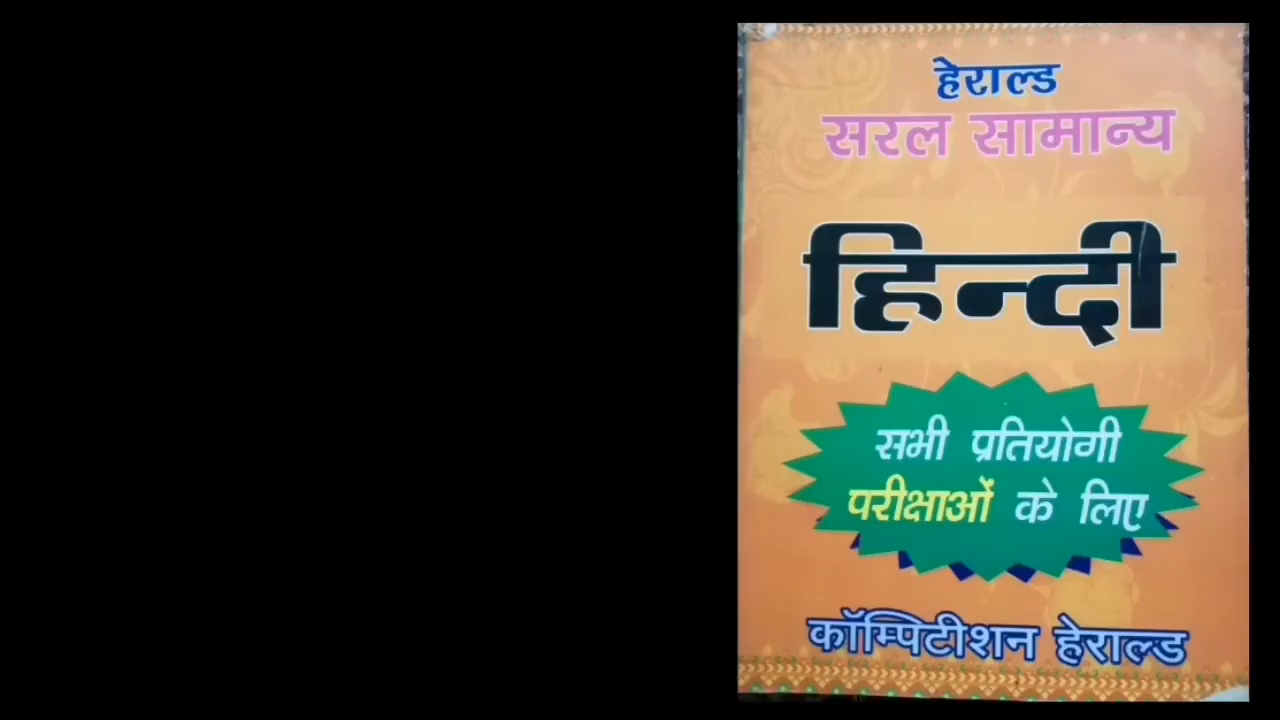 हेराल्ड
सरल सामान्य
हिन्दी
सभी प्रतियोगी
परीक्षाओं के लिए
कॉम्पिटीशन हेराल्ड